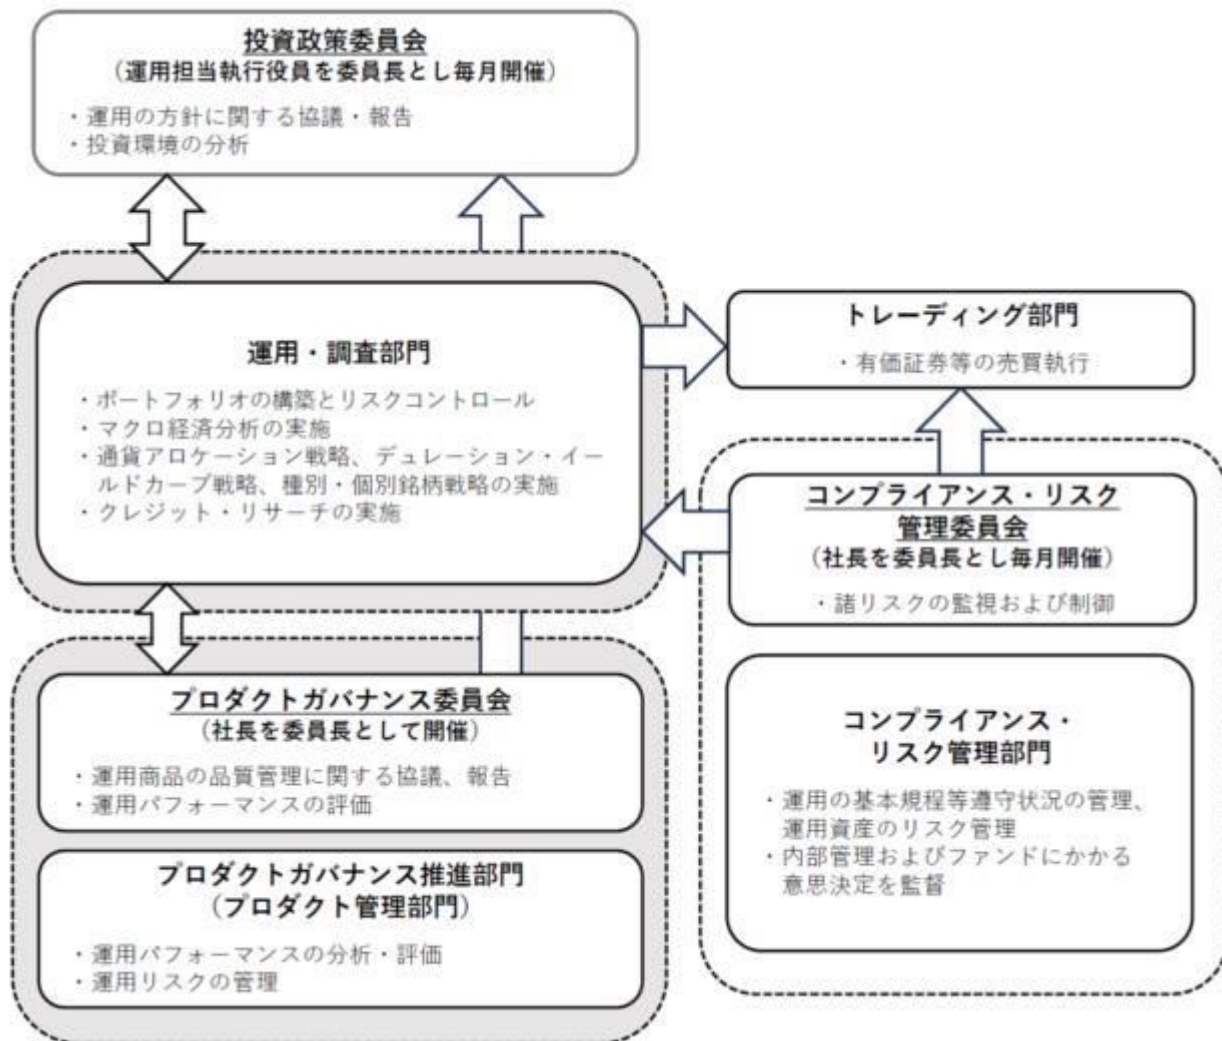 投資政策委員会
（運用担当執行役員を委員長とし毎月開催）
・運用の方針に関する協議・報告
・投資環境の分析
運用・調査部門
・ポートフォリオの構築とリスクコントロール
・マクロ経済分析の実施
・通貨アロケーション戦略、デュレーション・イー
ルドカーブ戦略、種別・個別銘柄戦略の実施
・クレジット・リサーチの実施
トレーディング部門
・有価証券等の売買執行
コンプライアンス・リスク
管理委員会
（社長を委員長とし毎月開催）
・諸リスクの監視および制御
プロダクトガバナンス委員会
（社長を委員長として開催）
・運用商品の品質管理に関する協議、報告
・運用パフォーマンスの評価
プロダクトガバナンス推進部門
（プロダクト管理部門）
・運用パフォーマンスの分析・評価
・運用リスクの管理
コンプライアンス・
リスク管理部門
・運用の基本規程等遵守状況の管理、
運用資産のリスク管理
・内部管理およびファンドにかかる
意思決定を監督